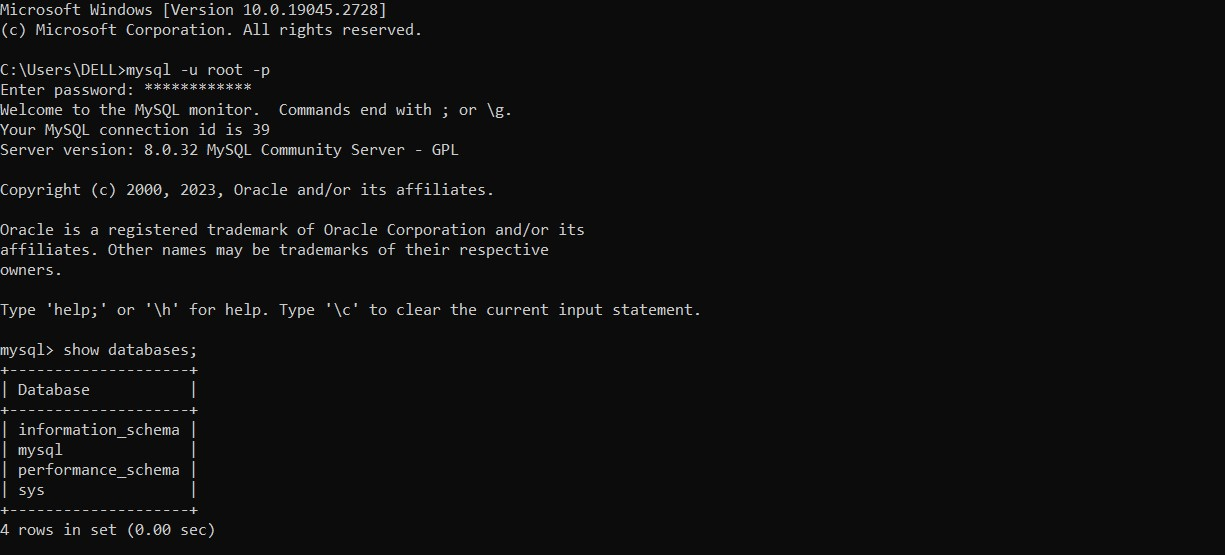 Microsoft Windows [Version 10.0.19045.2728]
(c) Microsoft Corporation. All rights reserved.
C:\Users\DELL>mysql -u root -p
Enter password: ************
Welcome to the MySQL monitor.  Commands end with ; or \g.
Your MySQL connection id is 39
Server version: 8.0.32 MySQL Community Server - GPL
Copyright (c) 2000, 2023, Oracle and/or its affiliates.
Oracle is a registered trademark of Oracle Corporation and/or its
affiliates. Other names may be trademarks of their respective
owners.
Type 'help;' or '\h' for help. Type '\c' to clear the current input statement.
mysql> show databases;
+--------------------+
| Database           |
+--------------------+
| information_schema |
| mysql              |
| performance_schema |
| sys                |
+--------------------+
4 rows in set (0.00 sec)